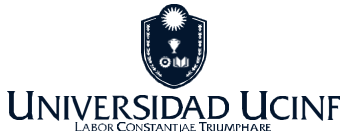 UNIVERSIDAD UCINF
LABOR CONSTANTIAE TRIUMPHARE